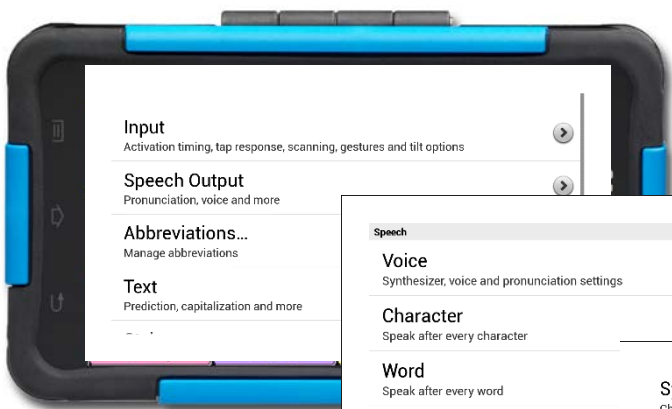 Input
Activation timing, tap response, scanning, gestures and tilt options
Speech Output
Pronunciation, voice and more
Abbreviations...
Manage abbreviations
Text
Prediction, capitalization and more
Speech
Voice
Synthesizer, voice and pronunciation settings
Character
Speak after every character
Word
Speak after every word